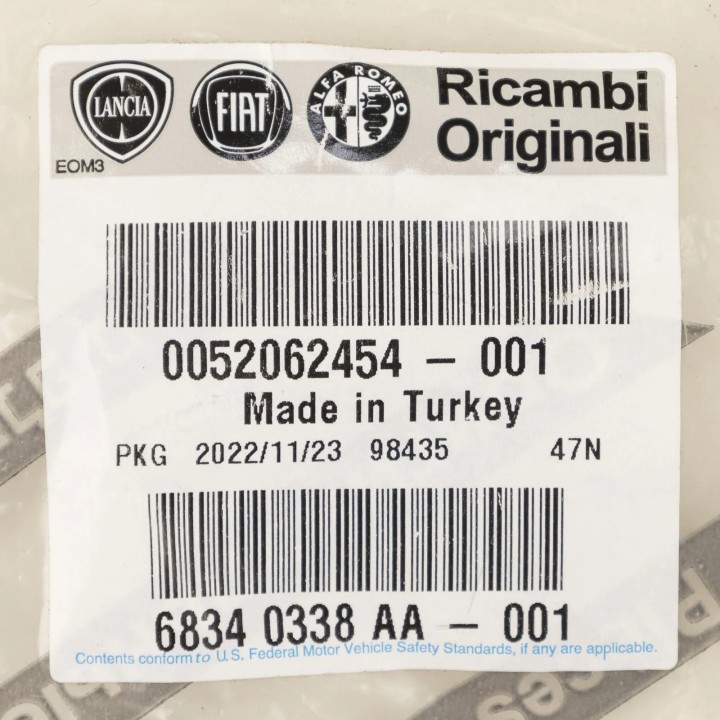 LANCIA
FIAT
ALFA ROMEO
Ricambi
Originali
EOM3
0052062454 – 001
Made in Turkey
PKG 2022/11/23 98435 47N
6834 0338 AA – 001
Contents conform to U.S. Federal Motor Vehicle Safety Standards, if any are applicable.